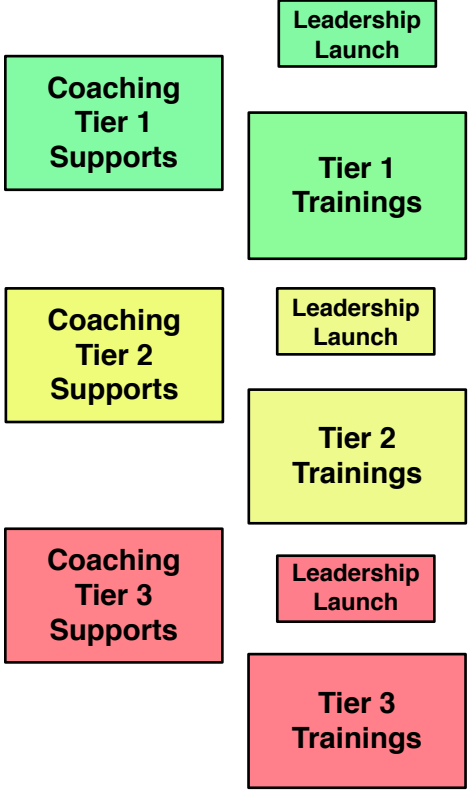 Leadership
Launch
Coaching
Tier 1
Supports
Tier 1
Trainings
Leadership
Launch
Coaching
Tier 2
Supports
Tier 2
Trainings
Coaching
Tier 3
Supports
Leadership
Launch
Tier 3
Trainings